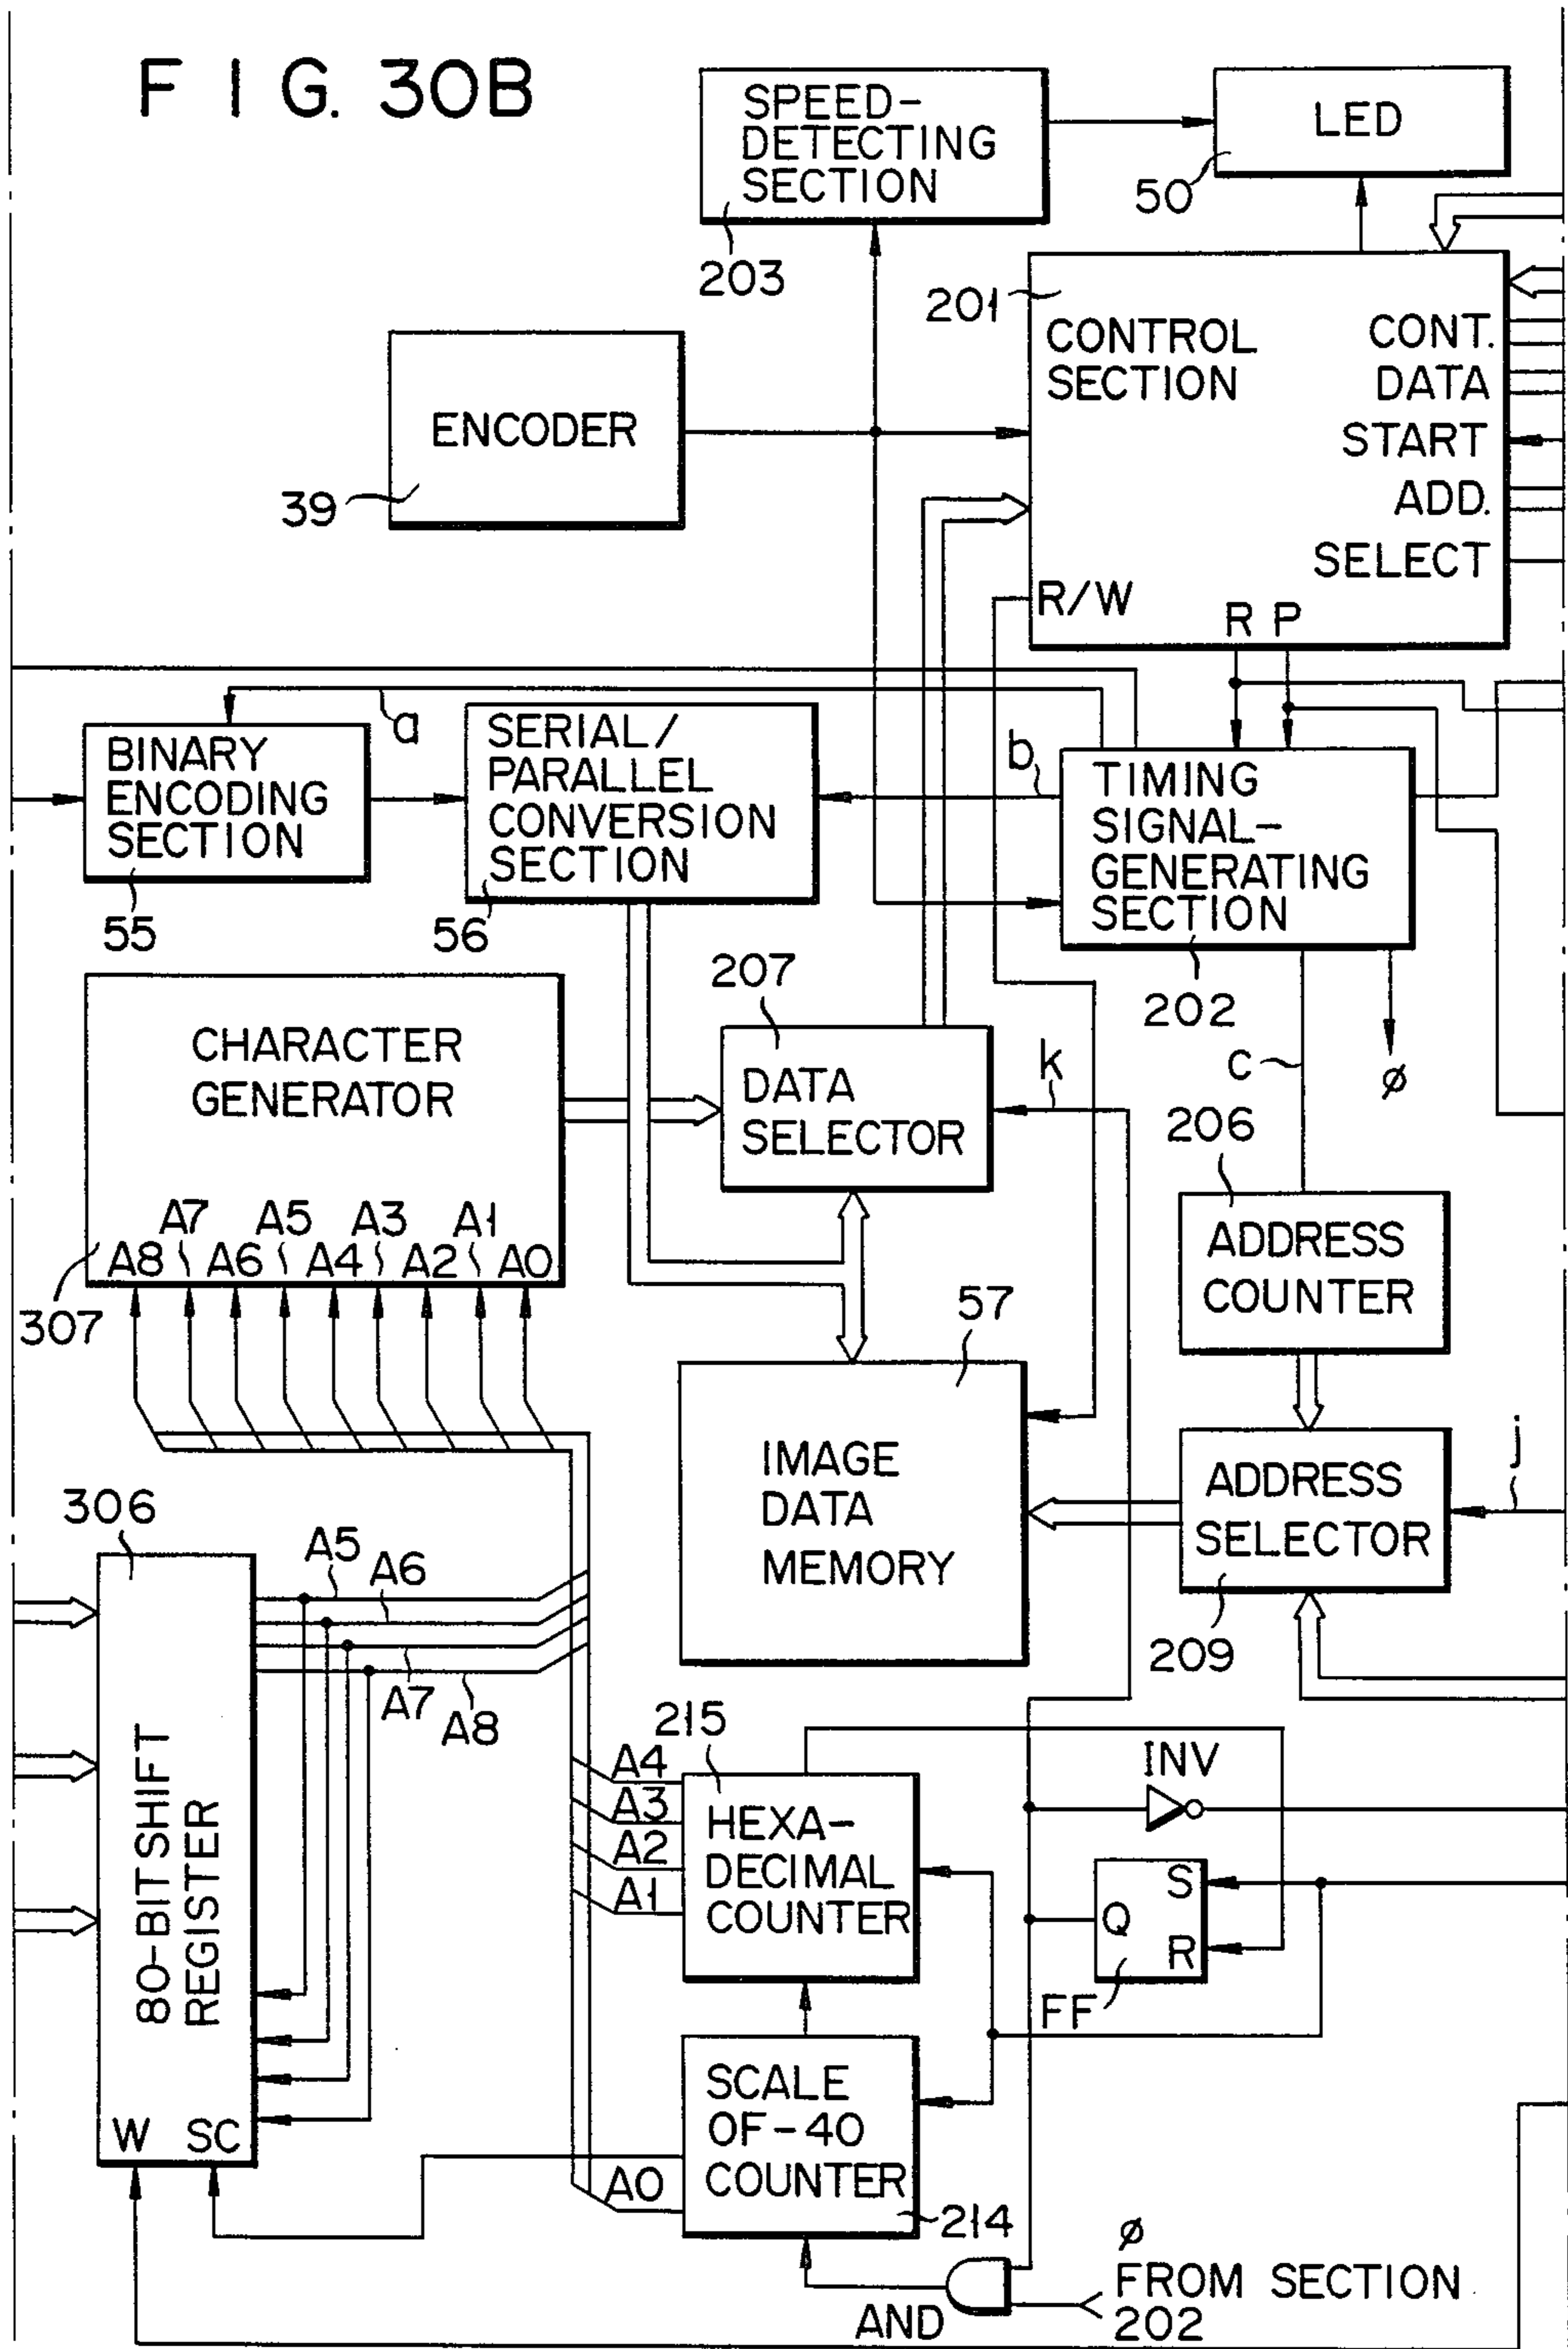 FIG. 30B
SPEED-
DETECTING
SECTION
203
LED
50
201
CONTROL
SECTION
CONT.
DATA
START
ADD.
SELECT
R/W
R P
ENCODER
39
a
BINARY
ENCODING
SECTION
55
SERIAL/
PARALLEL
CONVERSION
SECTION
56
b
TIMING
SIGNAL-
GENERATING
SECTION
202
c
ø
CHARACTER
GENERATOR
A7 A5 A3 A1
A8 A6 A4 A2 A0
307
207
DATA
SELECTOR
k
206
ADDRESS
COUNTER
57
IMAGE
DATA
MEMORY
ADDRESS
SELECTOR
j
209
306
80-BIT SHIFT
REGISTER
A5
A6
A7
A8
W SC
215
A4
A3
A2
A1
HEXA-
DECIMAL
COUNTER
INV
S
Q
R
FF
SCALE
OF-40
COUNTER
A0
214
AND
ø
FROM SECTION
202